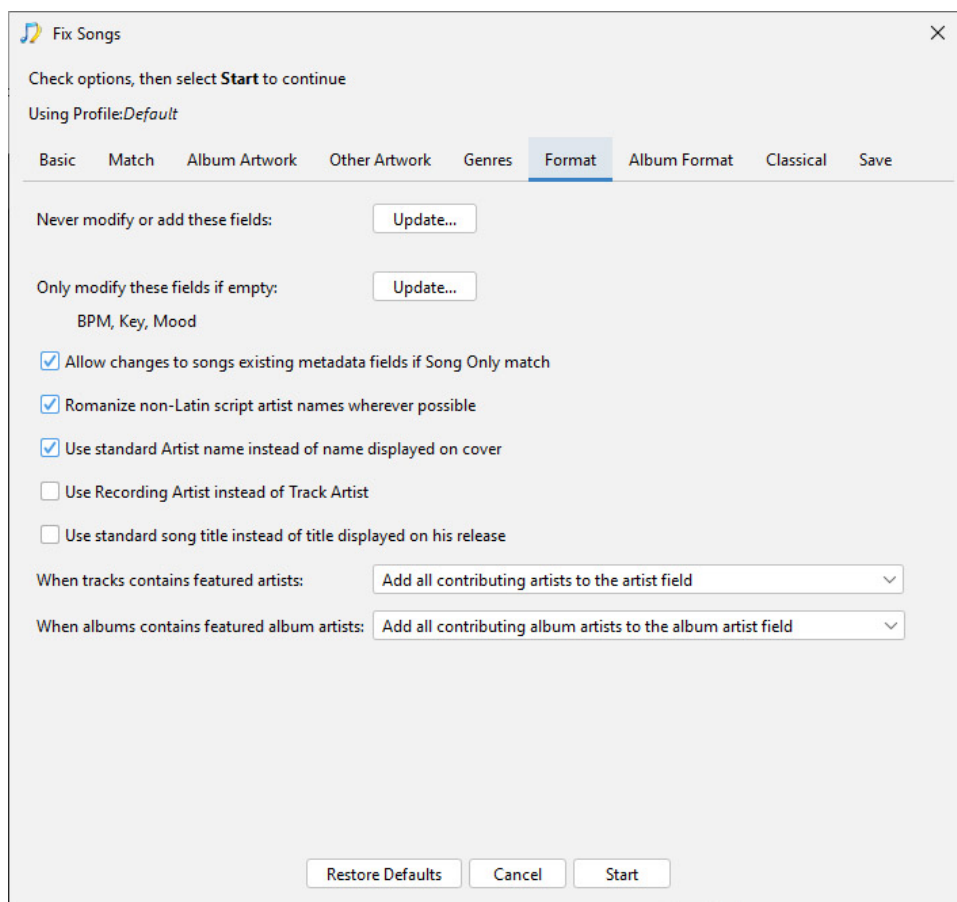 Fix Songs
Check options, then select Start to continue
Using Profile:Default
Basic Match Album Artwork Other Artwork Genres Format Album Format Classical Save
Never modify or add these fields: Update...
Only modify these fields if empty: Update...
BPM, Key, Mood
Allow changes to songs existing metadata fields if Song Only match
Romanize non-Latin script artist names wherever possible
Use standard Artist name instead of name displayed on cover
Use Recording Artist instead of Track Artist
Use standard song title instead of title displayed on his release
When tracks contains featured artists: Add all contributing artists to the artist field
When albums contains featured album artists: Add all contributing album artists to the album artist field
Restore Defaults Cancel Start